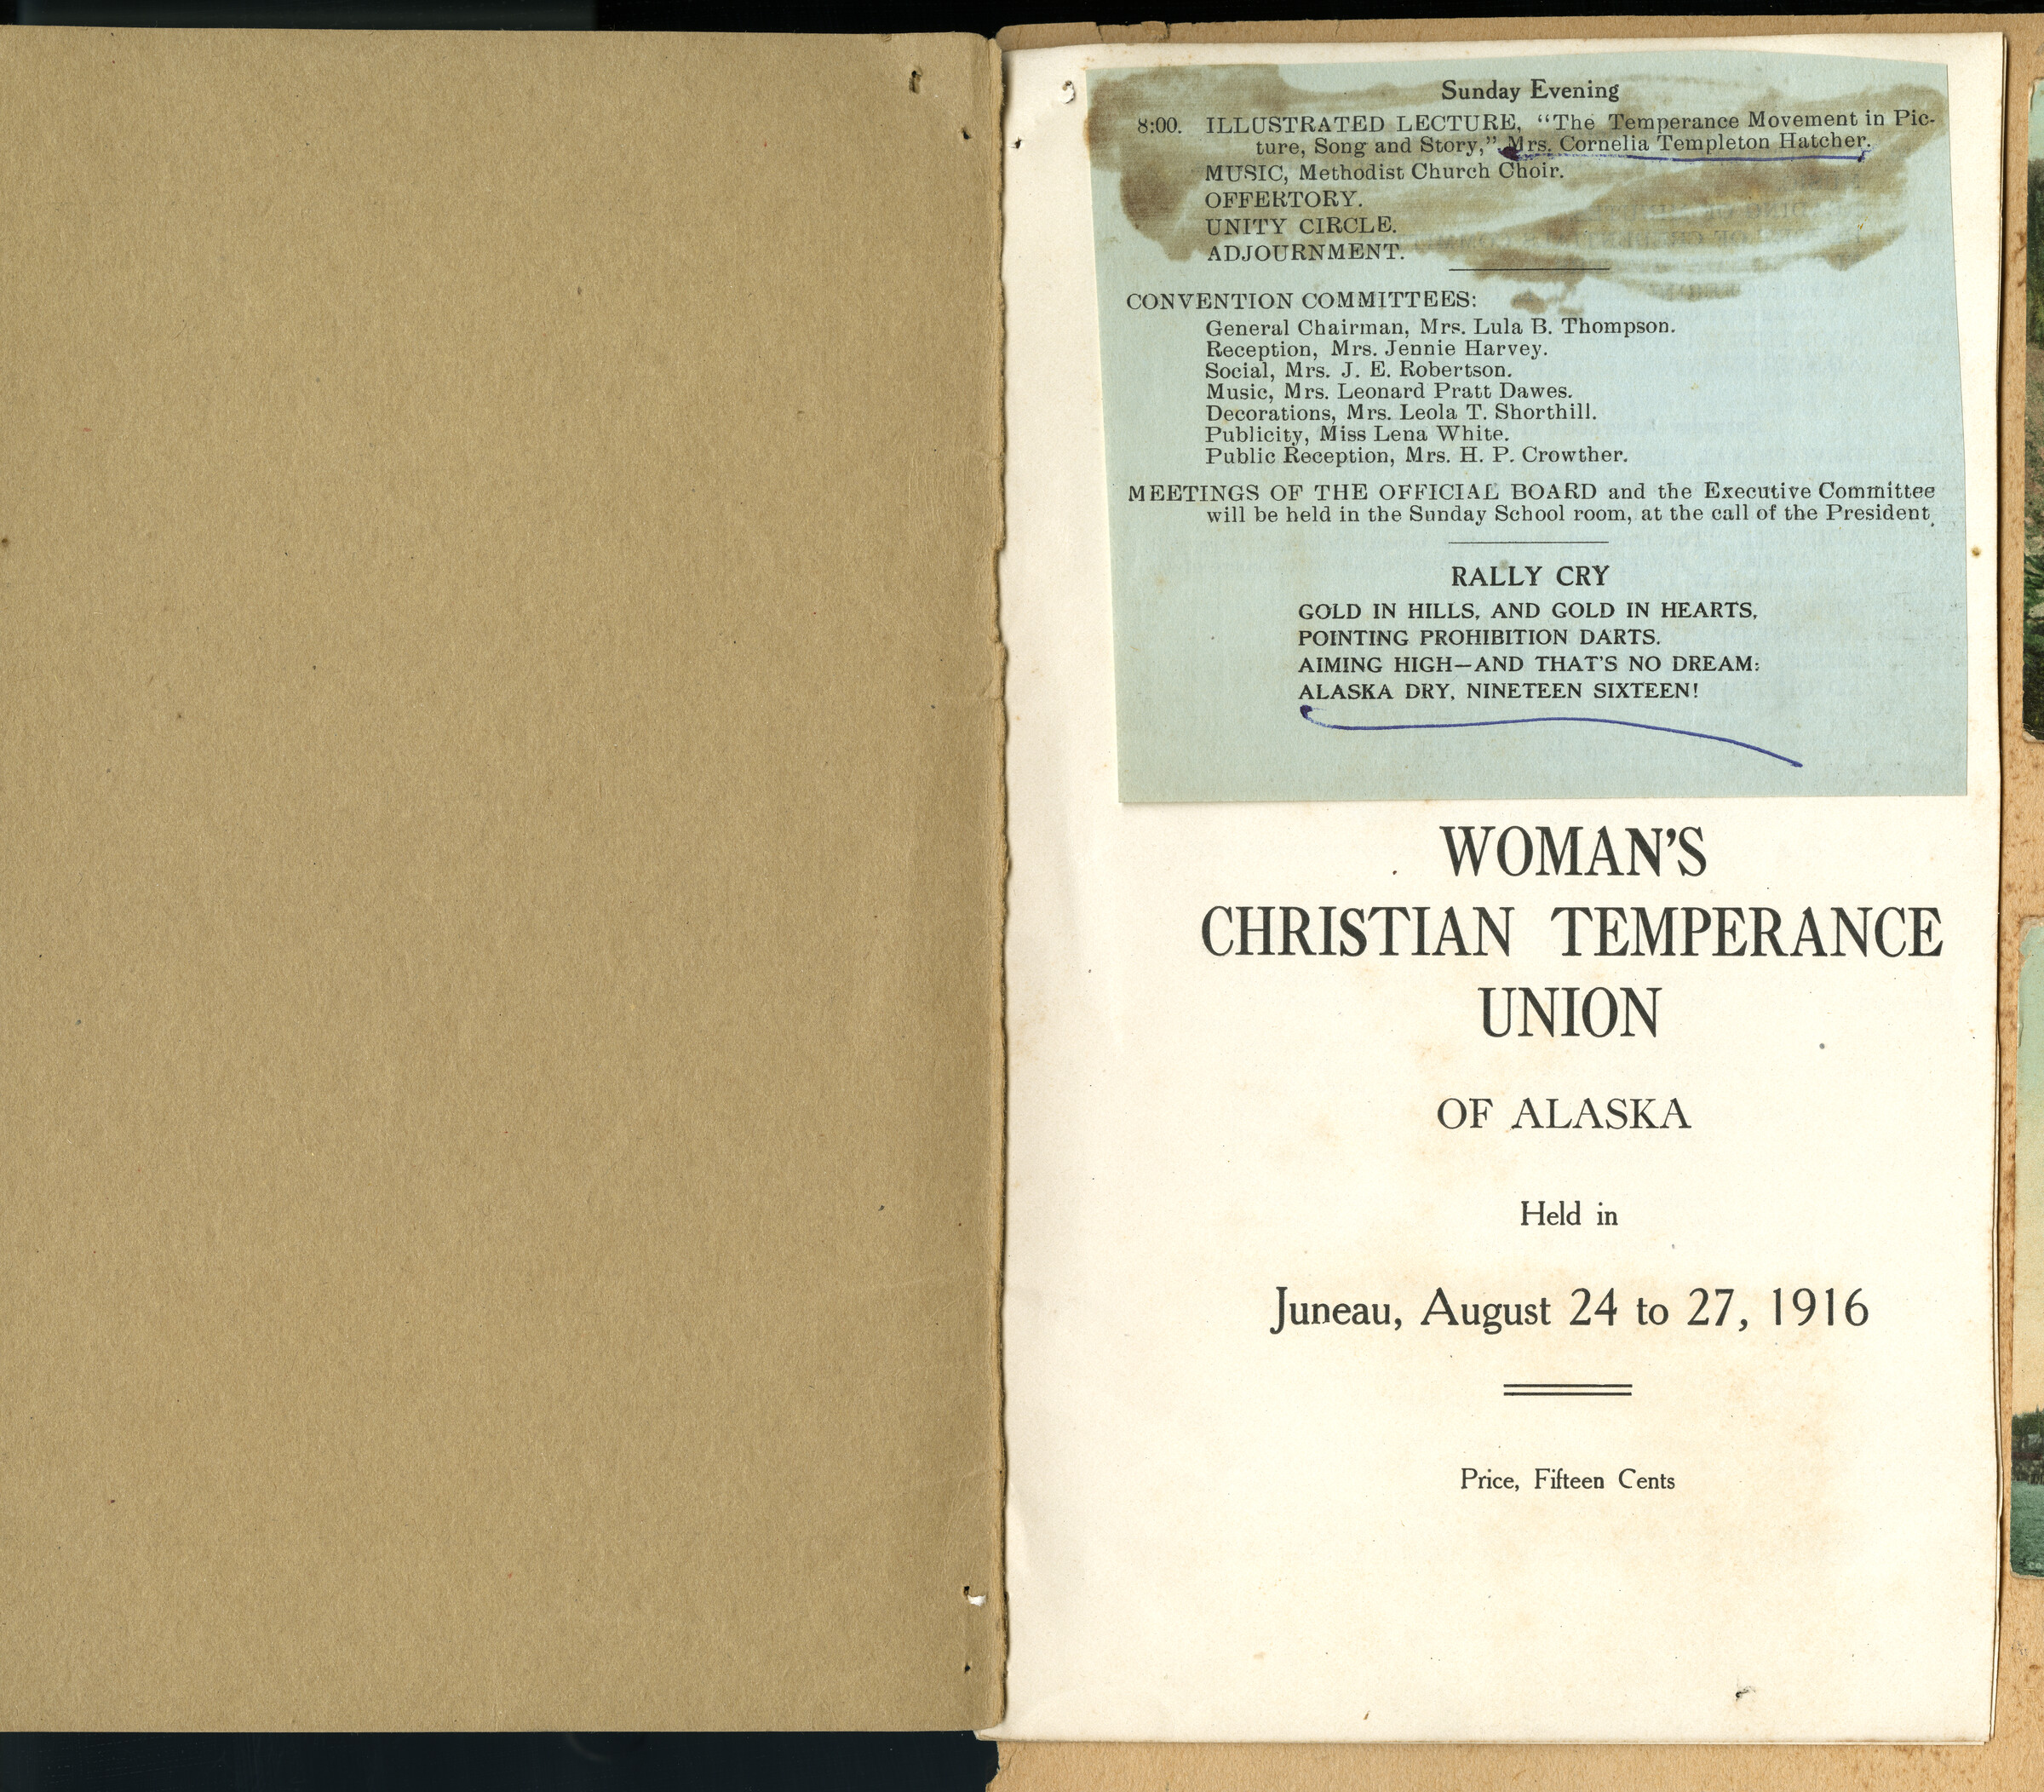 Sunday Evening
8:00. ILLUSTRATED LECTURE, “The Temperance Movement in Pic-
ture, Song and Story,” Mrs. Cornelia Templeton Hatcher.
MUSIC, Methodist Church Choir.
OFFERTORY.
UNITY CIRCLE.
ADJOURNMENT.
CONVENTION COMMITTEES:
General Chairman, Mrs. Lula B. Thompson.
Reception, Mrs. Jennie Harvey.
Social, Mrs. J. E. Robertson.
Music, Mrs. Leonard Pratt Dawes.
Decorations, Mrs. Leola T. Shorthill.
Publicity, Miss Lena White.
Public Reception, Mrs. H. P. Crowther.
MEETINGS OF THE OFFICIAL BOARD and the Executive Committee
will be held in the Sunday School room, at the call of the President.
RALLY CRY
GOLD IN HILLS, AND GOLD IN HEARTS,
POINTING PROHIBITION DARTS.
AIMING HIGH—AND THAT'S NO DREAM:
ALASKA DRY, NINETEEN SIXTEEN!
WOMAN'S
CHRISTIAN TEMPERANCE
UNION
OF ALASKA
Held in
Juneau, August 24 to 27, 1916
Price, Fifteen Cents